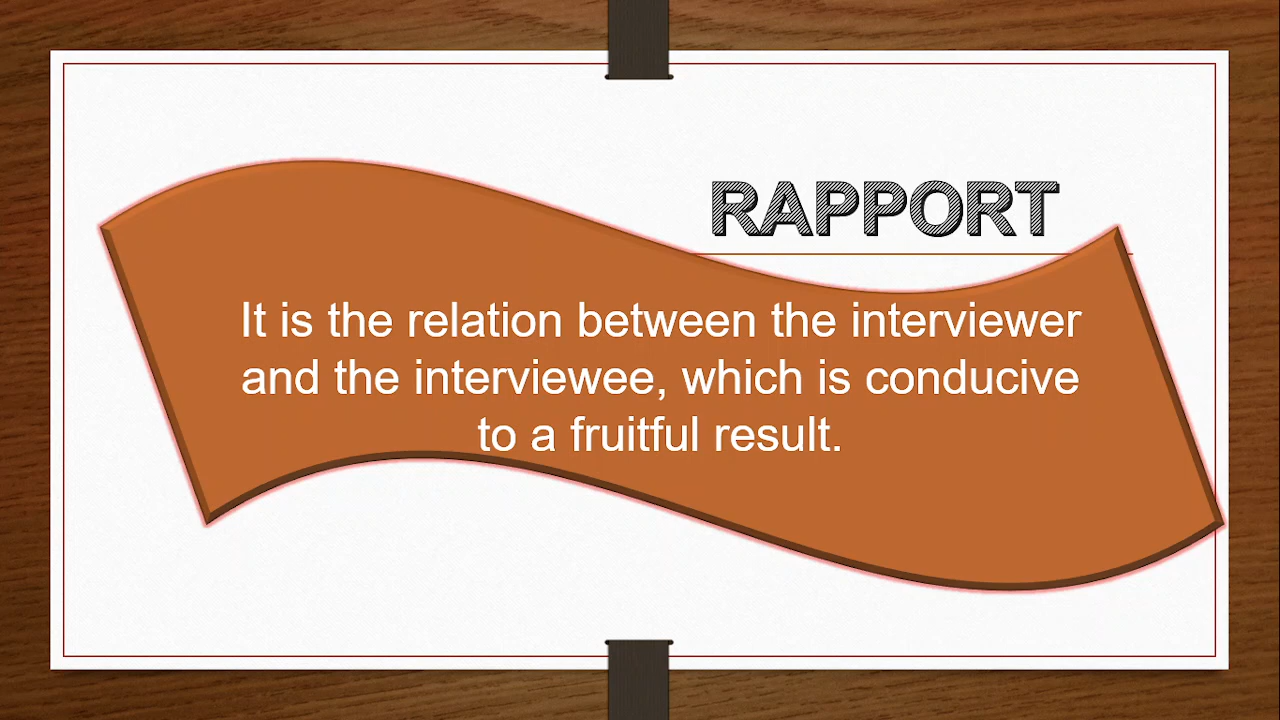 RAPPORT
It is the relation between the interviewer
and the interviewee, which is conducive
to a fruitful result.